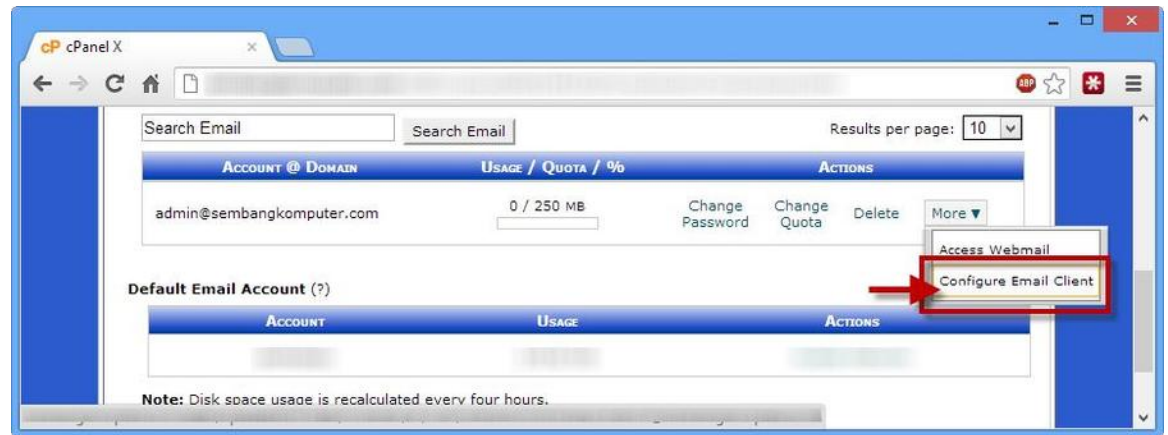 cP cPanel X
ABP
Search Email Search Email Results per page: 10
Account @ Domain Usage / Quota / % Actions
admin@sembangkomputer.com 0 / 250 MB Change Password Change Quota Delete More ▼
Access Webmail
Configure Email Client
Default Email Account (?)
Account Usage Actions
Note: Disk space usage is recalculated every four hours.